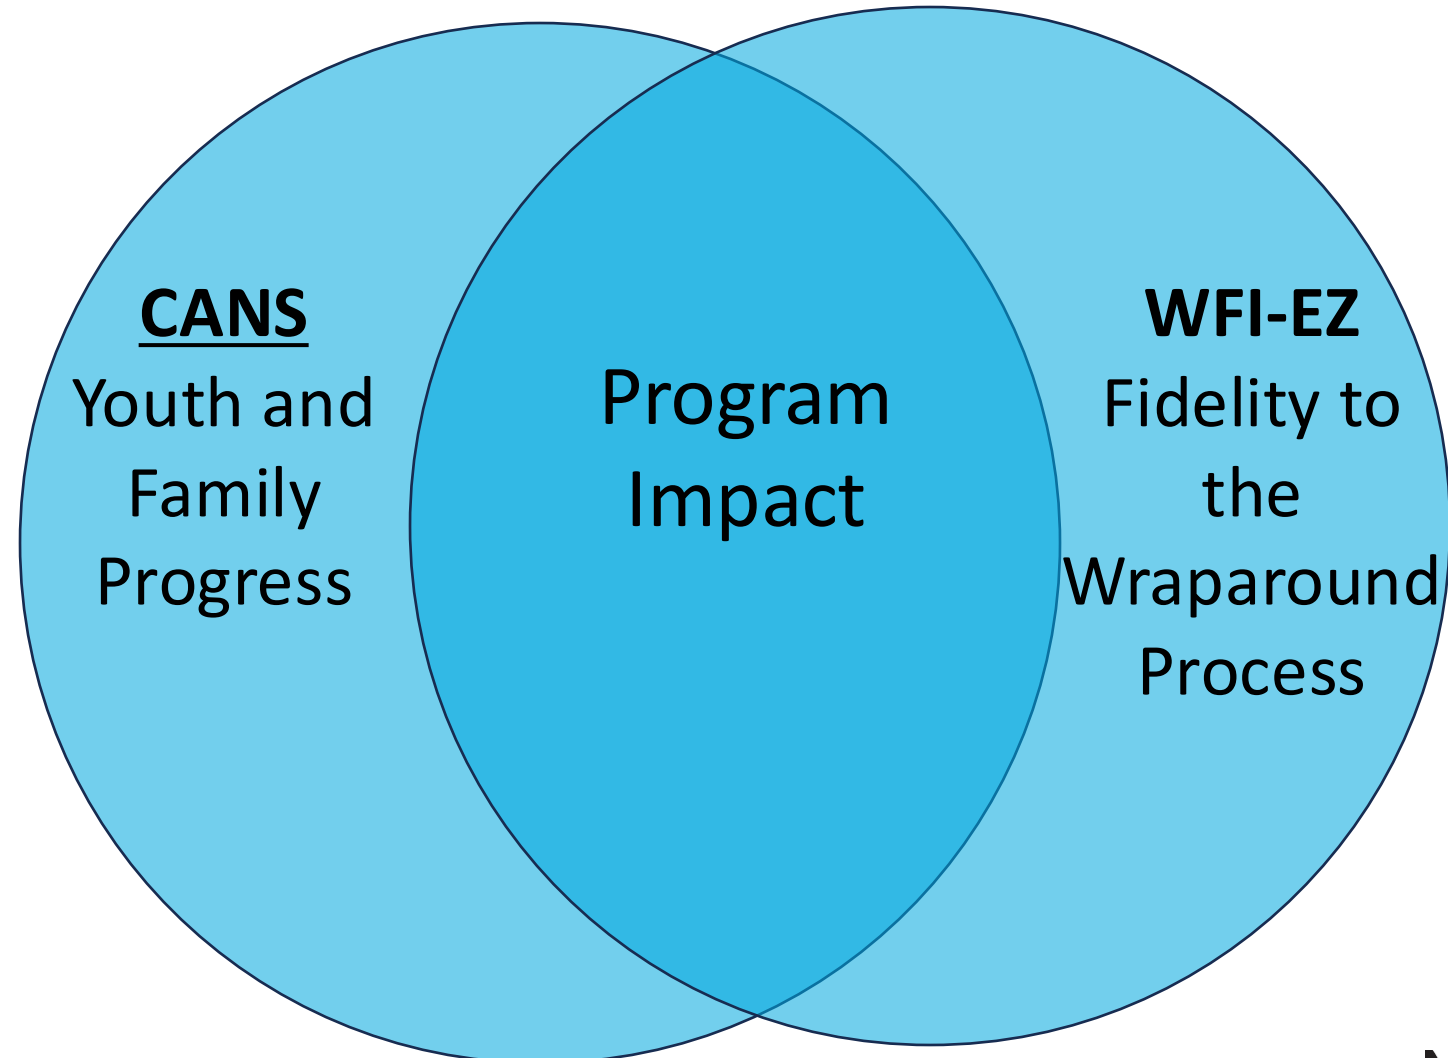 CANS
Youth and
Family
Progress
Program
Impact
WFI-EZ
Fidelity to
the
Wraparound
Process